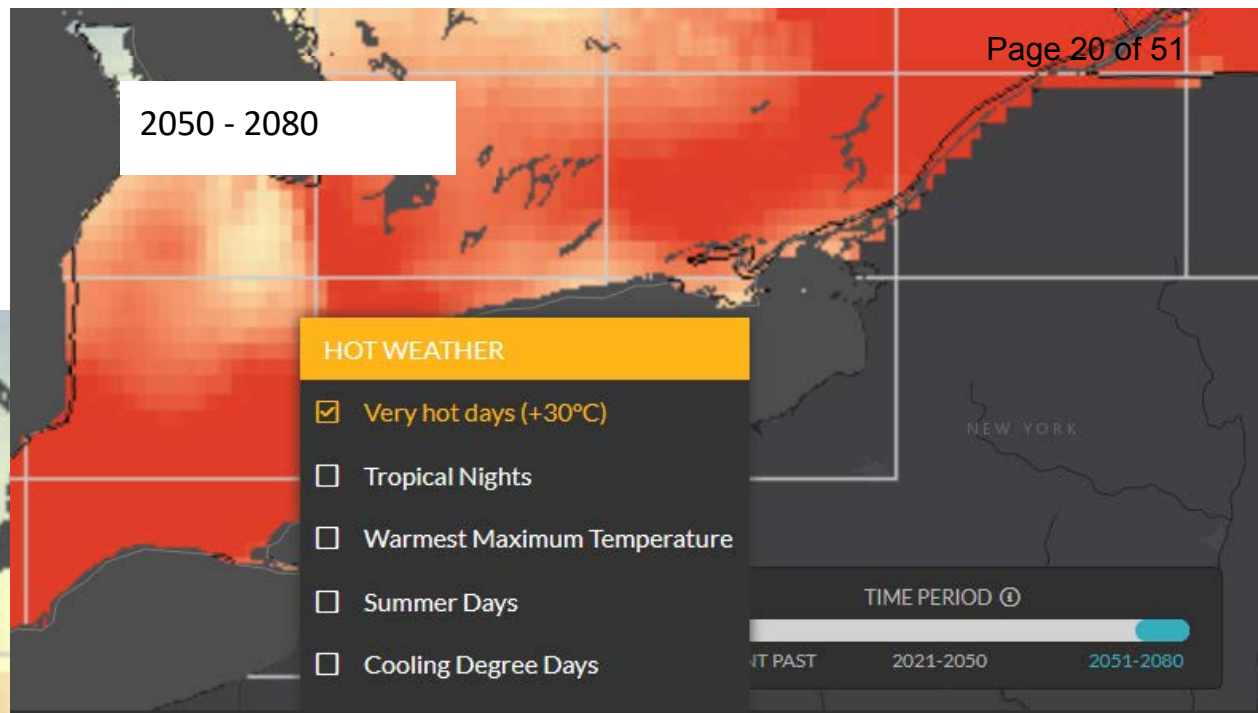 Page 20 of 51
2050 - 2080
HOT WEATHER
Very hot days (+30°C)
Tropical Nights
Warmest Maximum Temperature
Summer Days
Cooling Degree Days
NEW YORK
TIME PERIOD
PAST
2021-2050
2051-2080